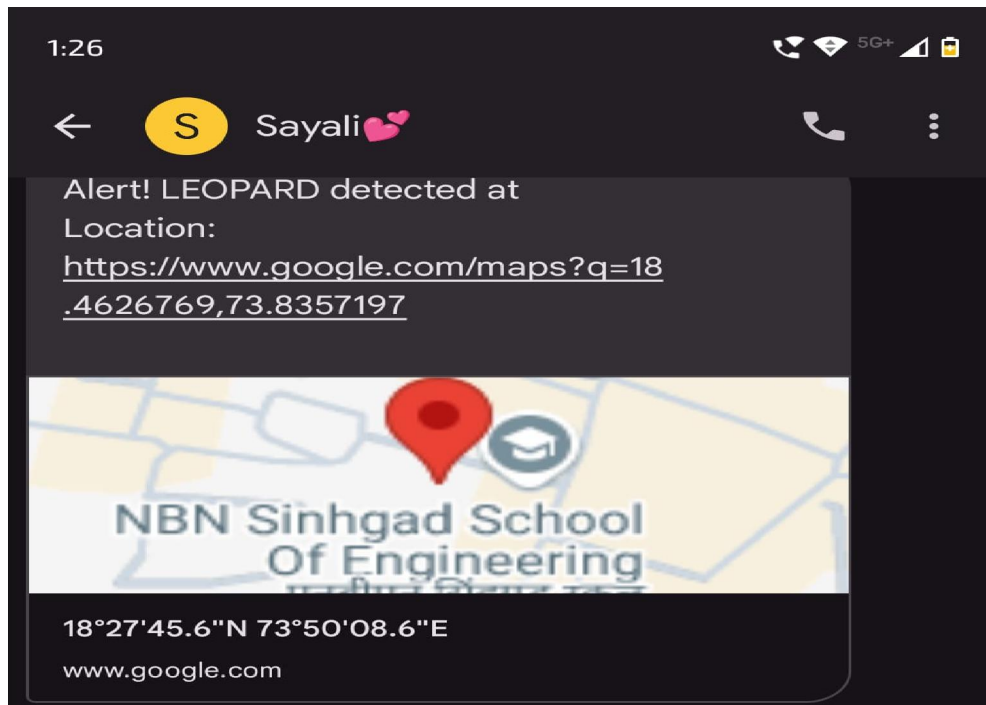 1:26
5G+
S Sayali💕
Alert! LEOPARD detected at
Location:
https://www.google.com/maps?q=18
.4626769,73.8357197
NBN Sinhgad School
Of Engineering
18°27'45.6"N 73°50'08.6"E
www.google.com